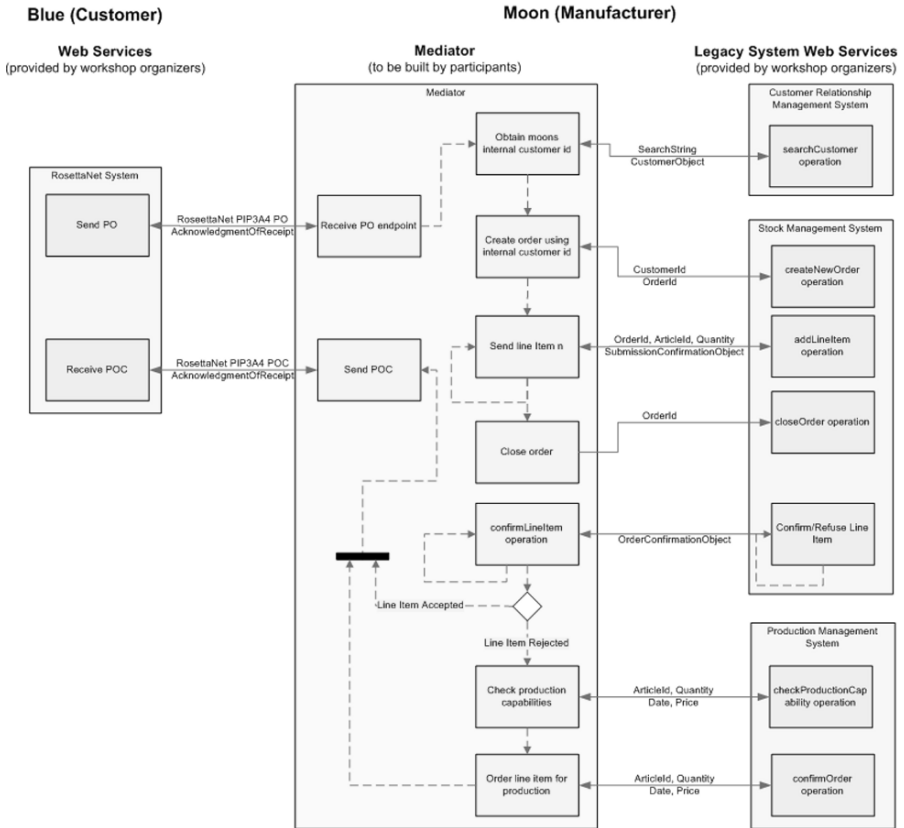 Blue (Customer)
Moon (Manufacturer)
Web Services
(provided by workshop organizers)
Mediator
(to be built by participants)
Legacy System Web Services
(provided by workshop organizers)
Mediator
Customer Relationship
Management System
Obtain moons
internal customer id
SearchString
CustomerObject
searchCustomer
operation
RosettaNet System
Send PO
RoseettaNet PIP3A4 PO
AcknowledgmentOfReceipt
Receive PO endpoint
Create order using
internal customer id
CustomerId
OrderId
Stock Management System
createNewOrder
operation
Send line Item n
OrderId, ArticleId, Quantity
SubmissionConfirmationObject
addLineItem
operation
Receive POC
RosettaNet PIP3A4 POC
AcknowledgmentOfReceipt
Send POC
Close order
OrderId
closeOrder operation
confirmLineItem
operation
OrderConfirmationObject
Confirm/Refuse Line
Item
Line Item Accepted
Line Item Rejected
Production Management
System
Check production
capabilities
ArticleId, Quantity
Date, Price
checkProductionCap
ability operation
Order line item for
production
ArticleId, Quantity
Date, Price
confirmOrder
operation